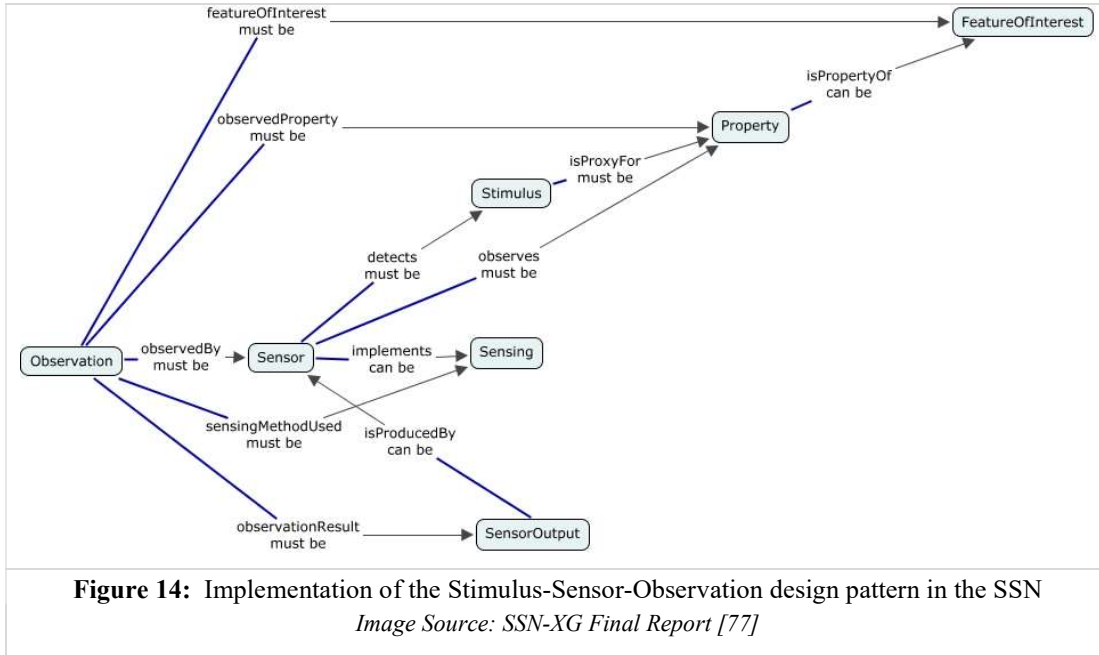 featureOfInterest
must be
FeatureOfInterest
isPropertyOf
can be
observedProperty
must be
Property
isProxyFor
must be
Stimulus
detects
must be
observes
must be
observedBy
must be
Observation
Sensor
implements
can be
Sensing
sensingMethodUsed
must be
isProducedBy
can be
observationResult
must be
SensorOutput
Figure 14: Implementation of the Stimulus-Sensor-Observation design pattern in the SSN
Image Source: SSN-XG Final Report [77]